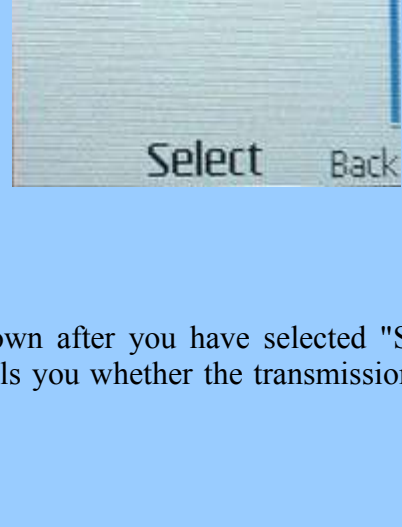 Select Back
own after you have selected "S
ls you whether the transmission